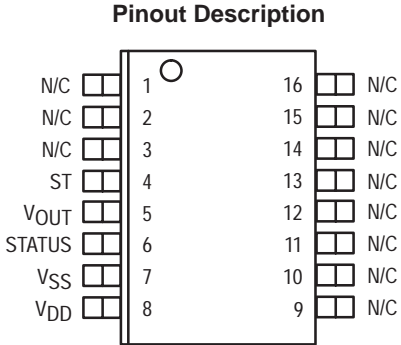 Pinout Description
N/C 1 16 N/C
N/C 2 15 N/C
N/C 3 14 N/C
ST 4 13 N/C
VOUT 5 12 N/C
STATUS 6 11 N/C
VSS 7 10 N/C
VDD 8 9 N/C